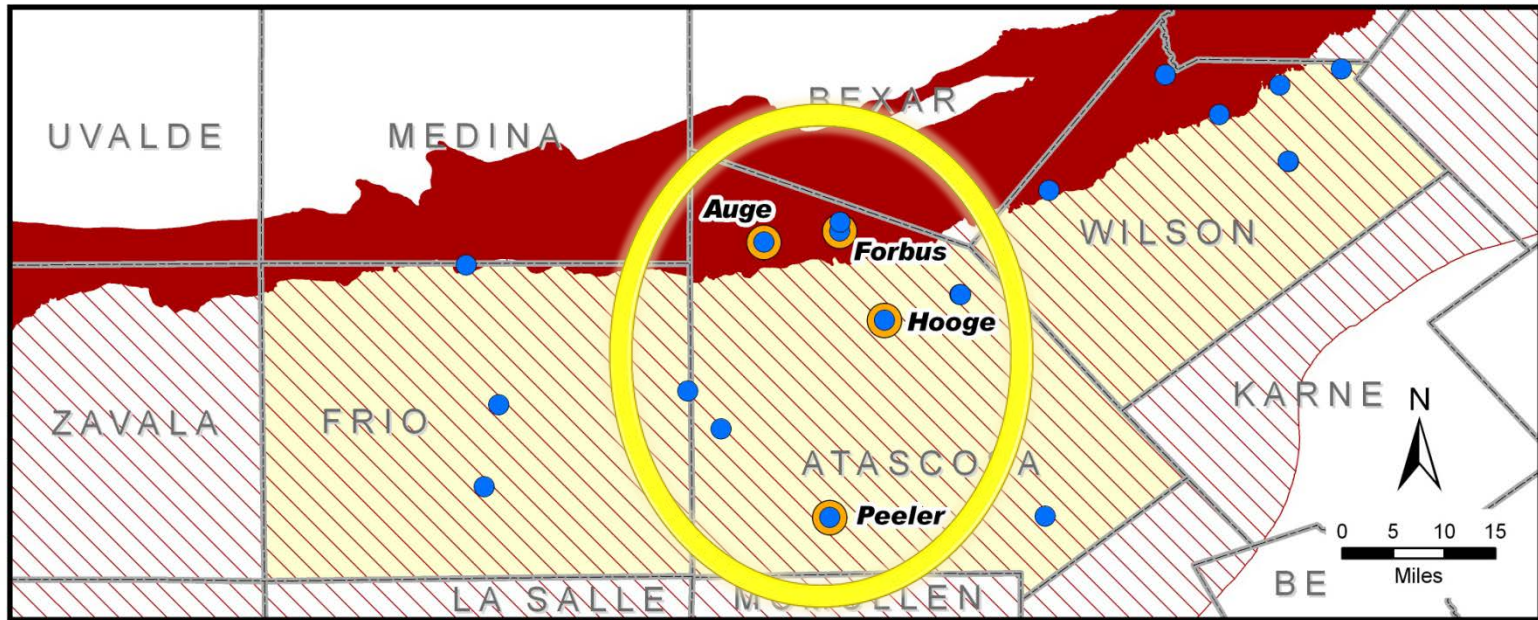 BEXAR
UVALDE
MEDINA
Auge
Forbus
WILSON
Hooge
KARNE
N
ZAVALA
FRIO
ATASCO A
Peeler
0 5 10 15
Miles
BE
LA SALLE